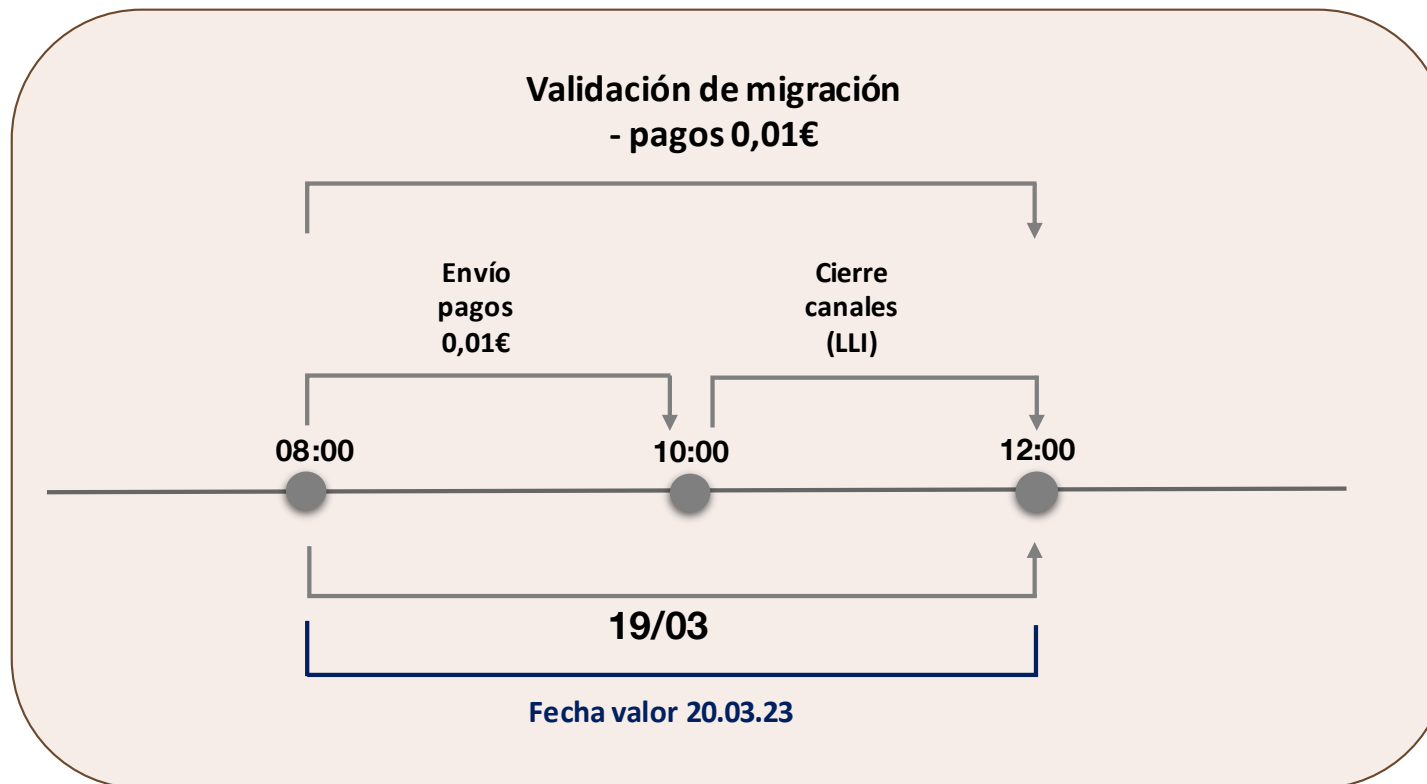 Validación de migración
- pagos 0,01€
Envío
pagos
0,01€
Cierre
canales
(LLI)
08:00
10:00
12:00
19/03
Fecha valor 20.03.23